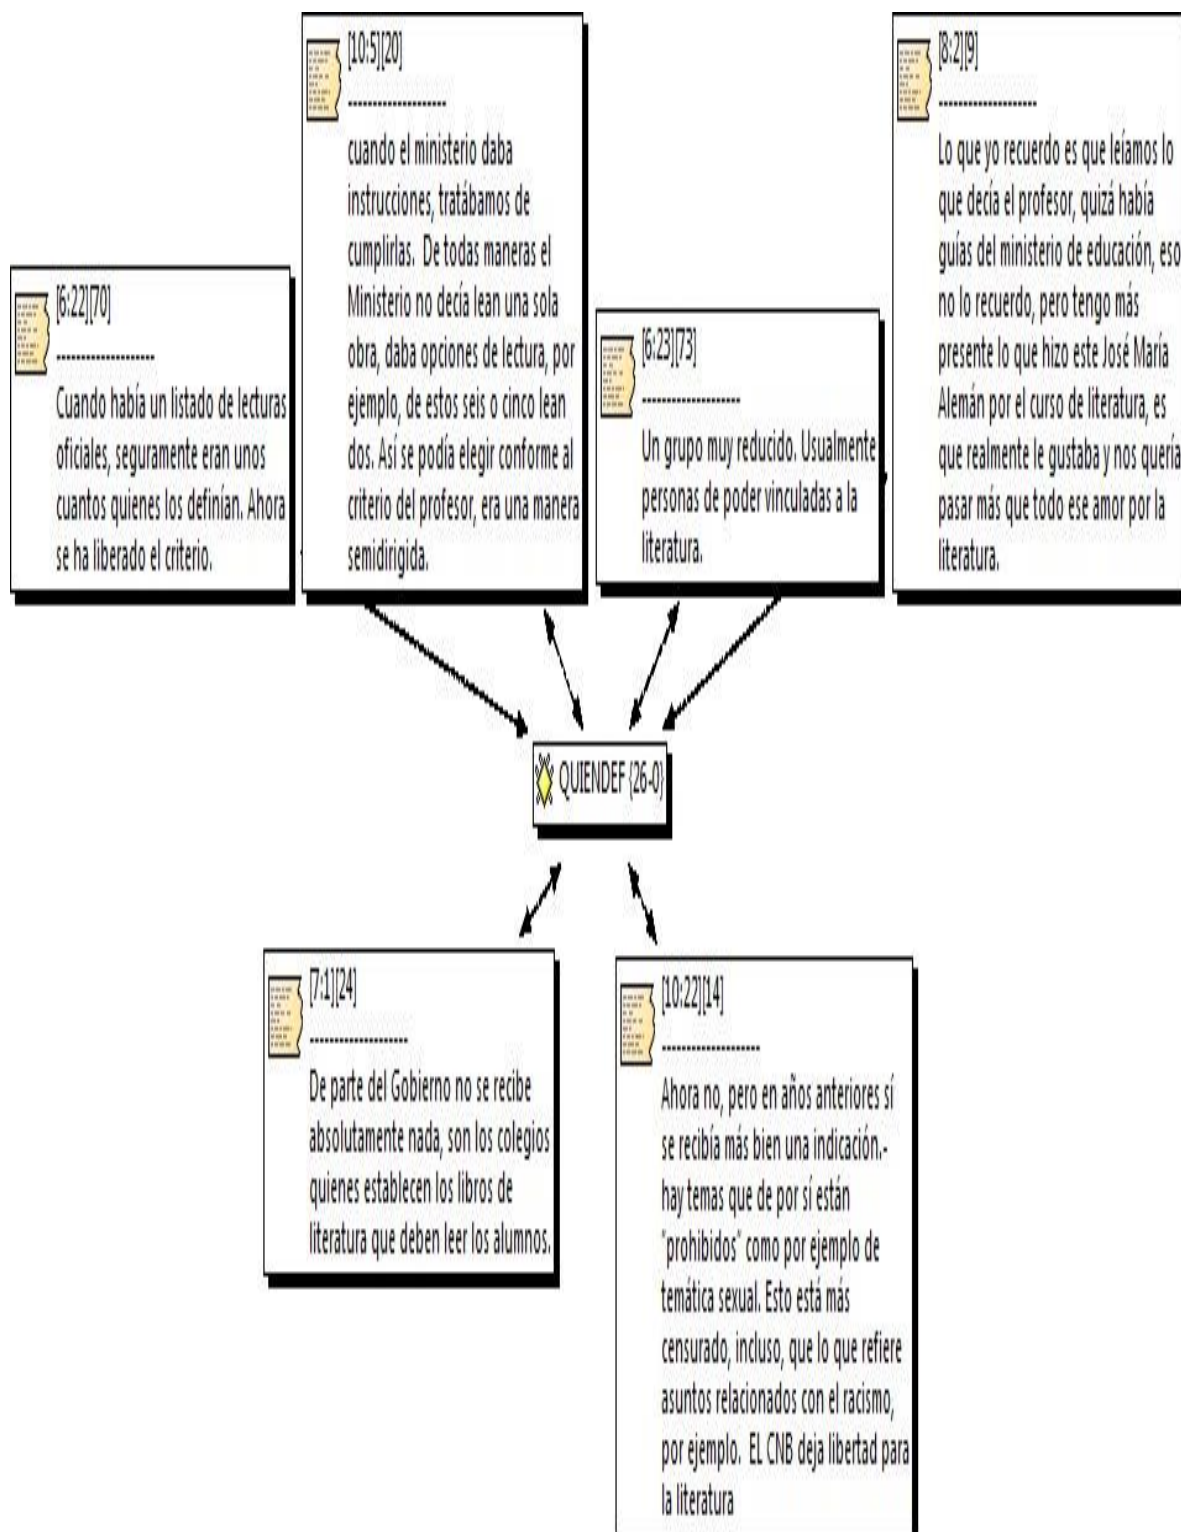 [6:22][70]
--------------------
Cuando había un listado de lecturas
oficiales, seguramente eran unos
cuantos quienes los definían. Ahora
se ha liberado el criterio.
[10:5][20]
--------------------
cuando el ministerio daba
instrucciones, tratábamos de
cumplirlas. De todas maneras el
Ministerio no decía lean una sola
obra, daba opciones de lectura, por
ejemplo, de estos seis o cinco lean
dos. Así se podía elegir conforme al
criterio del profesor, era una manera
semidirigida.
[6:23][73]
--------------------
Un grupo muy reducido. Usualmente
personas de poder vinculadas a la
literatura.
[8:2][9]
--------------------
Lo que yo recuerdo es que leíamos lo
que decía el profesor, quizá había
guías del ministerio de educación, eso
no lo recuerdo, pero tengo más
presente lo que hizo este José María
Alemán por el curso de literatura, es
que realmente le gustaba y nos quería
pasar más que todo ese amor por la
literatura.
QUIENDEF {26-0}
[7:1][24]
--------------------
De parte del Gobierno no se recibe
absolutamente nada, son los colegios
quienes establecen los libros de
literatura que deben leer los alumnos.
[10:22][14]
--------------------
Ahora no, pero en años anteriores sí
se recibía más bien una indicación.-
hay temas que de por sí están
"prohibidos" como por ejemplo de
temática sexual. Esto está más
censurado, incluso, que lo que refiere
asuntos relacionados con el racismo,
por ejemplo. EL CNB deja libertad para
la literatura